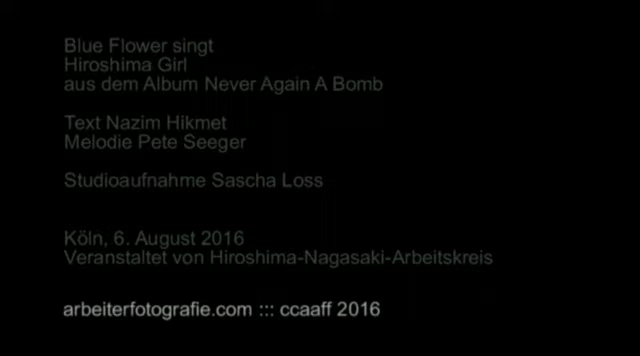 Blue Flower singt
Hiroshima Girl
aus dem Album Never Again A Bomb
Text Nazim Hikmet
Melodie Pete Seeger
Studioaufnahme Sascha Loss
Köln, 6. August 2016
Veranstaltet von Hiroshima-Nagasaki-Arbeitskreis
arbeiterfotografie.com ::: ccaaff 2016